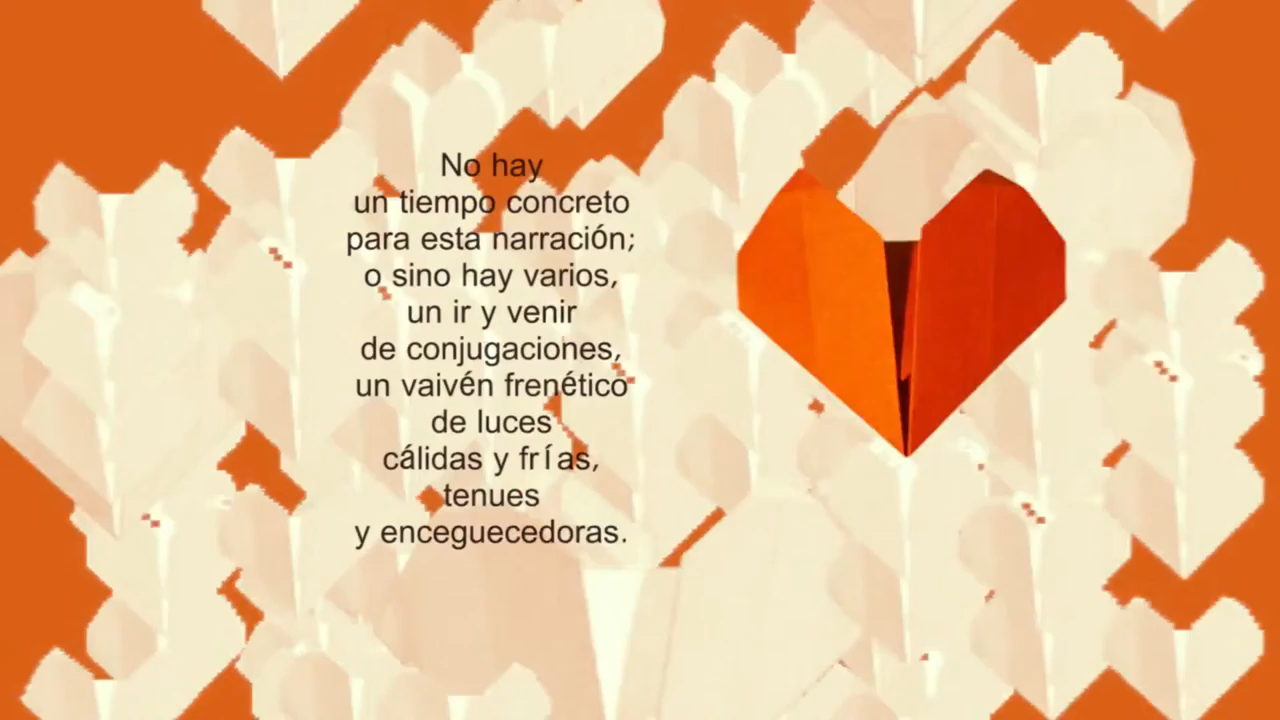 No hay
un tiempo concreto
para esta narración;
o sino hay varios,
un ir y venir
de conjugaciones,
un vaivén frenético
de luces
cálidas y frías,
tenues
y enceguecedoras.